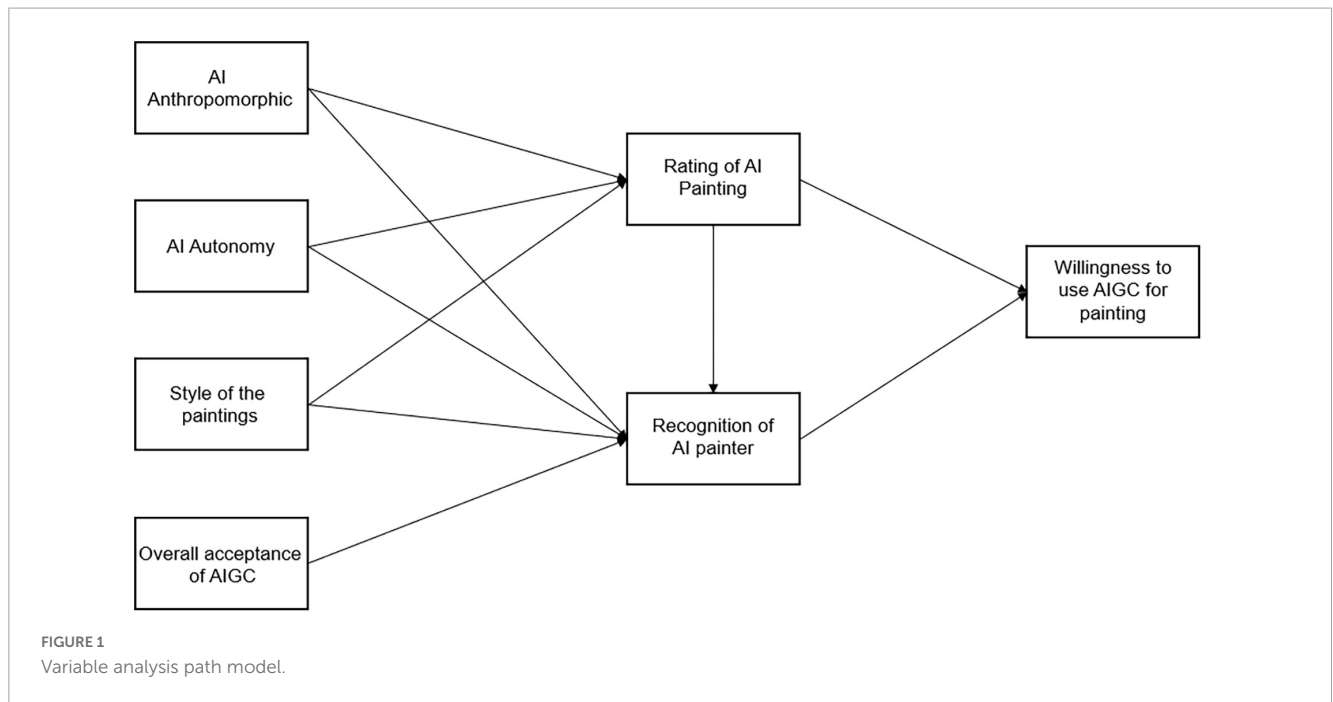 AI
Anthropomorphic
AI Autonomy
Style of the
paintings
Overall acceptance
of AIGC
Rating of AI
Painting
Recognition of
AI painter
Willingness to
use AIGC for
painting
FIGURE 1
Variable analysis path model.